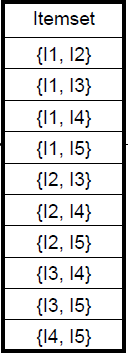 Itemset
{I1, I2}
{I1, I3}
{I1, I4}
{I1, I5}
{I2, I3}
{I2, I4}
{I2, I5}
{I3, I4}
{I3, I5}
{I4, I5}